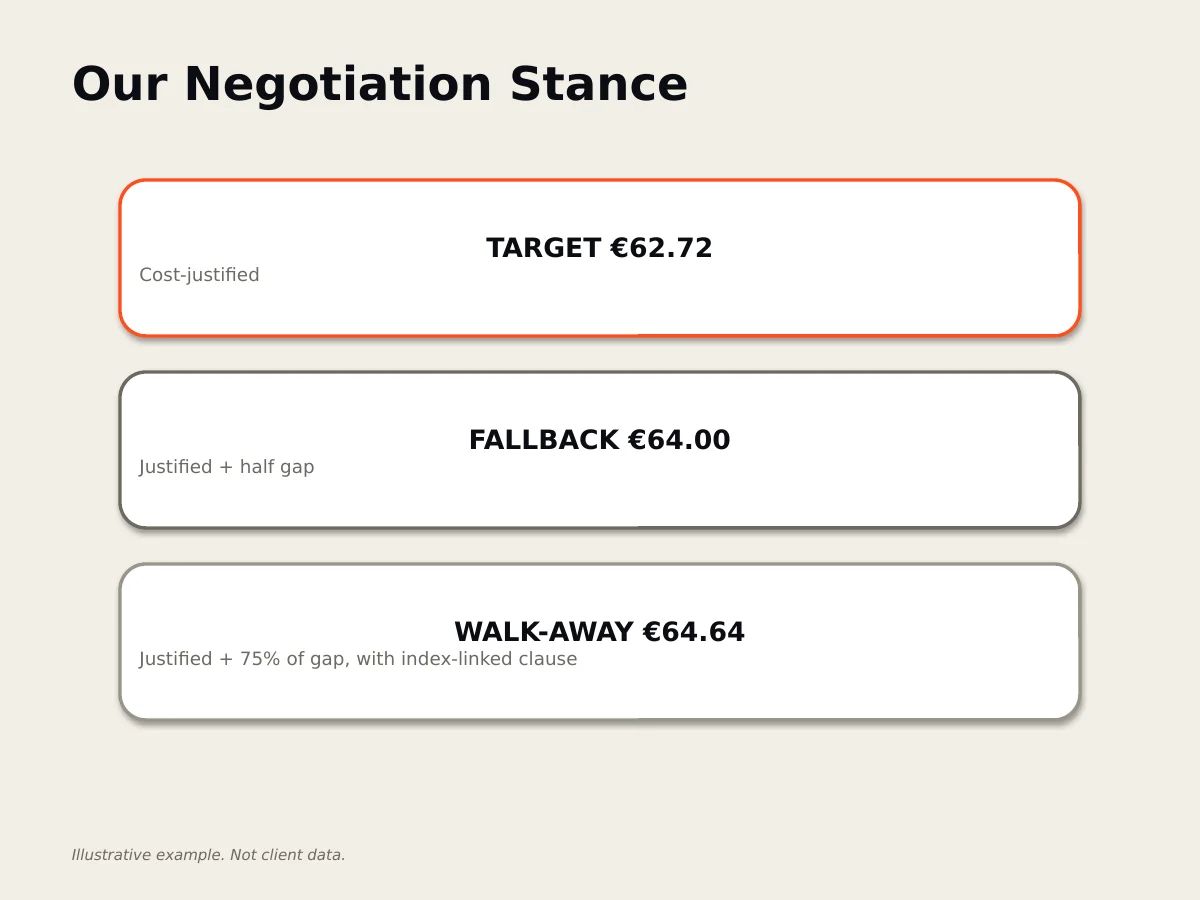 Our Negotiation Stance
TARGET €62.72
Cost-justified
FALLBACK €64.00
Justified + half gap
WALK-AWAY €64.64
Justified + 75% of gap, with index-linked clause
Illustrative example. Not client data.